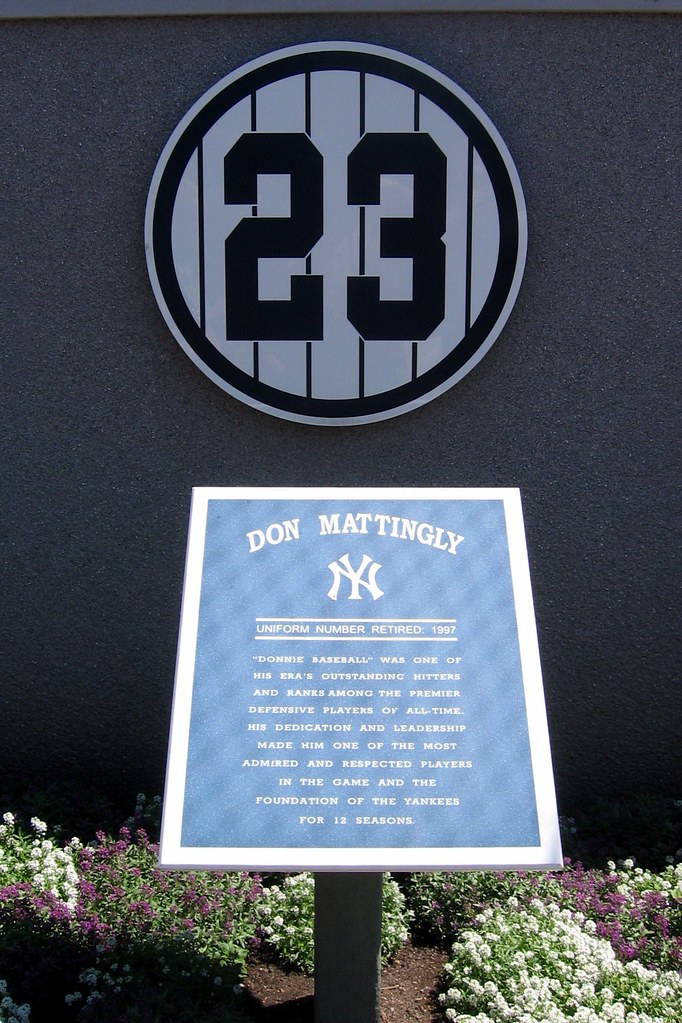 23
DON MATTINGLY
NY
UNIFORM NUMBER RETIRED: 1997
"DONNIE BASEBALL" WAS ONE OF
HIS ERA'S OUTSTANDING HITTERS
AND RANKS AMONG THE PREMIER
DEFENSIVE PLAYERS OF ALL-TIME.
HIS DEDICATION AND LEADERSHIP
MADE HIM ONE OF THE MOST
ADMIRED AND RESPECTED PLAYERS
IN THE GAME AND THE
FOUNDATION OF THE YANKEES
FOR 12 SEASONS.